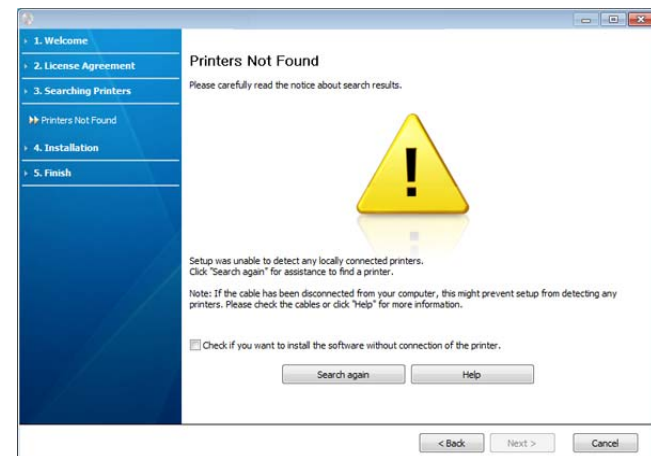 1. Welcome
2. License Agreement
3. Searching Printers
Printers Not Found
4. Installation
5. Finish
Printers Not Found
Please carefully read the notice about search results.
Setup was unable to detect any locally connected printers.
Click "Search again" for assistance to find a printer.
Note: If the cable has been disconnected from your computer, this might prevent setup from detecting any
printers. Please check the cables or click "Help" for more information.
Check if you want to install the software without connection of the printer.
Search again
Help
< Back
Next >
Cancel